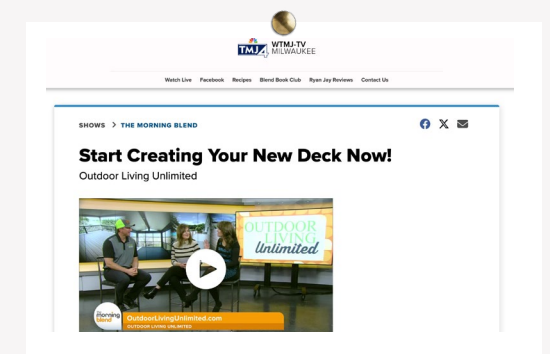 TMJ4
WTMJ-TV
MILWAUKEE
Watch Live Facebook Recipes Blend Book Club Ryan Jay Reviews Contact Us
SHOWS > THE MORNING BLEND
Start Creating Your New Deck Now!
Outdoor Living Unlimited
OUTDOOR
LIVING
Unlimited
the
morning
blend
OutdoorLivingUnlimited.com
OUTDOOR LIVING UNLIMITED